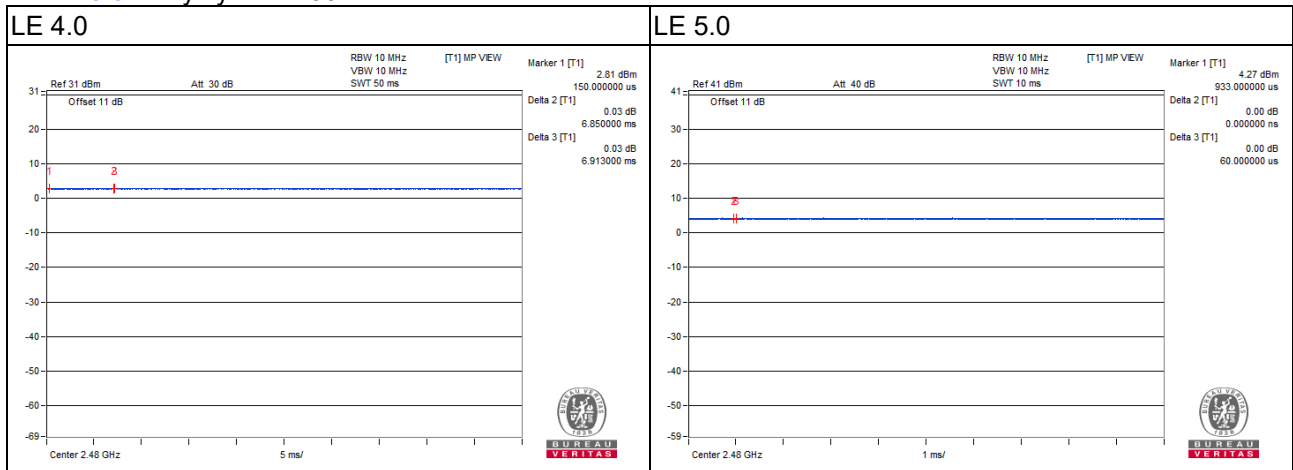 LE 4.0
RBW 10 MHz [T1] MP VIEW
VBW 10 MHz
Ref 31 dBm Att 30 dB SWT 50 ms
Marker 1 [T1]
2.81 dBm
150.000000 us
Delta 2 [T1]
0.03 dB
6.850000 ms
Delta 3 [T1]
0.03 dB
6.913000 ms
Offset 11 dB
31
20
10
0
-10
-20
-30
-40
-50
-60
-69
1
3
Center 2.48 GHz 5 ms/
BUREAU
VERITAS
LE 5.0
RBW 10 MHz [T1] MP VIEW
VBW 10 MHz
Ref 41 dBm Att 40 dB SWT 10 ms
Marker 1 [T1]
4.27 dBm
933.000000 us
Delta 2 [T1]
0.00 dB
0.000000 ns
Delta 3 [T1]
0.00 dB
60.000000 us
Offset 11 dB
41
30
20
10
0
-10
-20
-30
-40
-50
-59
Center 2.48 GHz 1 ms/
BUREAU
VERITAS